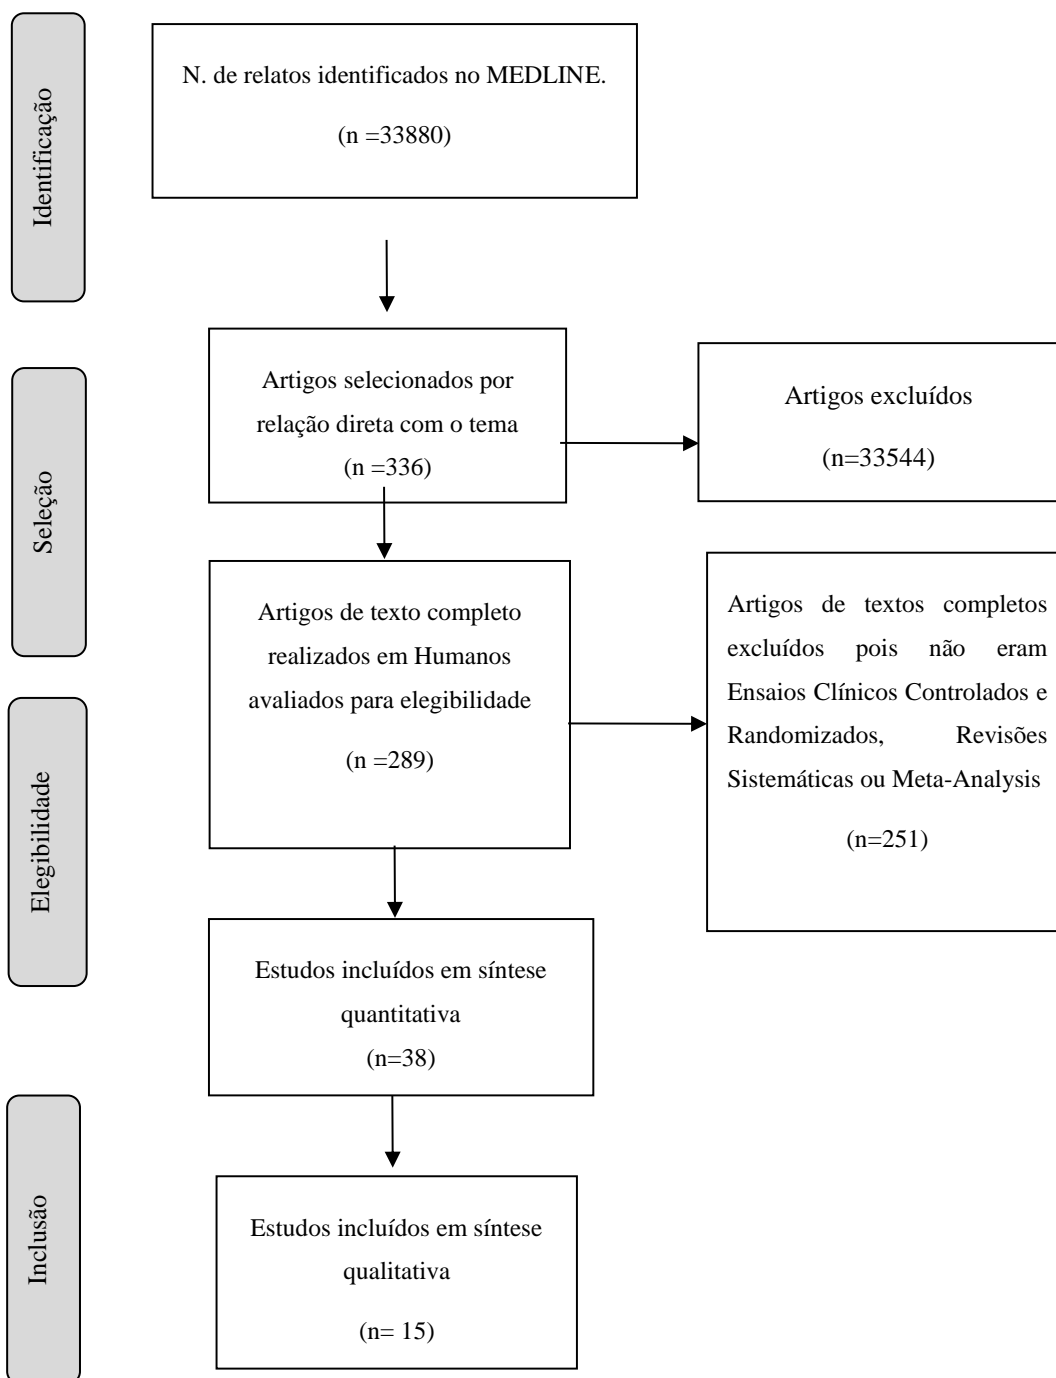 Identificação
N. de relatos identificados no MEDLINE.
(n =33880)
Seleção
Artigos selecionados por
relação direta com o tema
(n =336)
Artigos excluídos
(n=33544)
Artigos de texto completo
realizados em Humanos
avaliados para elegibilidade
(n =289)
Artigos de textos completos
excluídos pois não eram
Ensaios Clínicos Controlados e
Randomizados, Revisões
Sistemáticas ou Meta-Analysis
(n=251)
Elegibilidade
Estudos incluídos em síntese
quantitativa
(n=38)
Inclusão
Estudos incluídos em síntese
qualitativa
(n= 15)